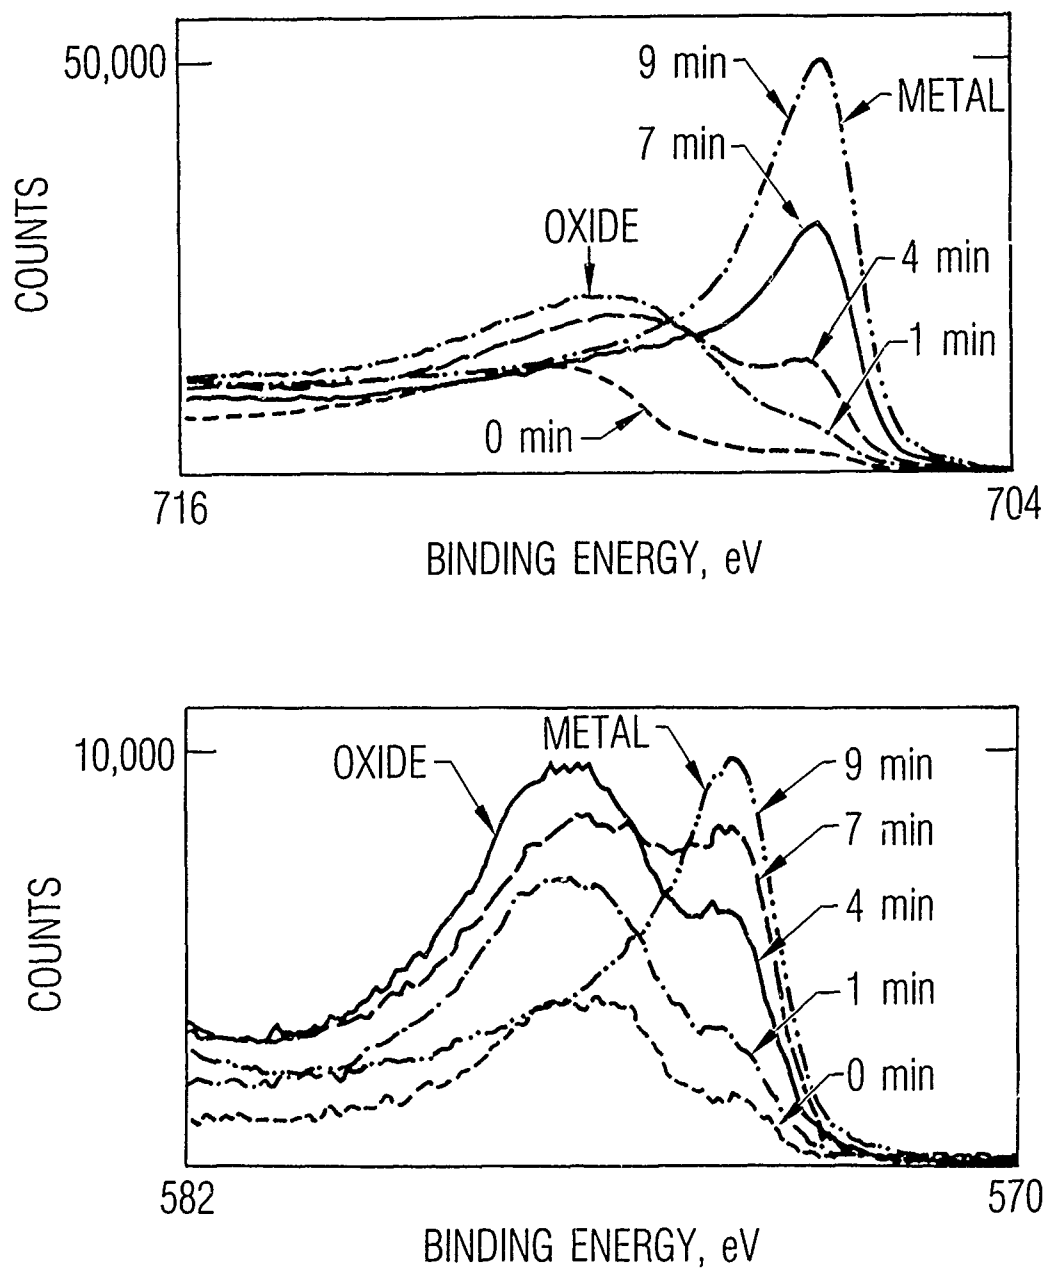 50,000
9 min
METAL
7 min
OXIDE
4 min
1 min
0 min
COUNTS
716
704
BINDING ENERGY, eV
10,000
OXIDE
METAL
9 min
7 min
4 min
1 min
0 min
COUNTS
582
570
BINDING ENERGY, eV